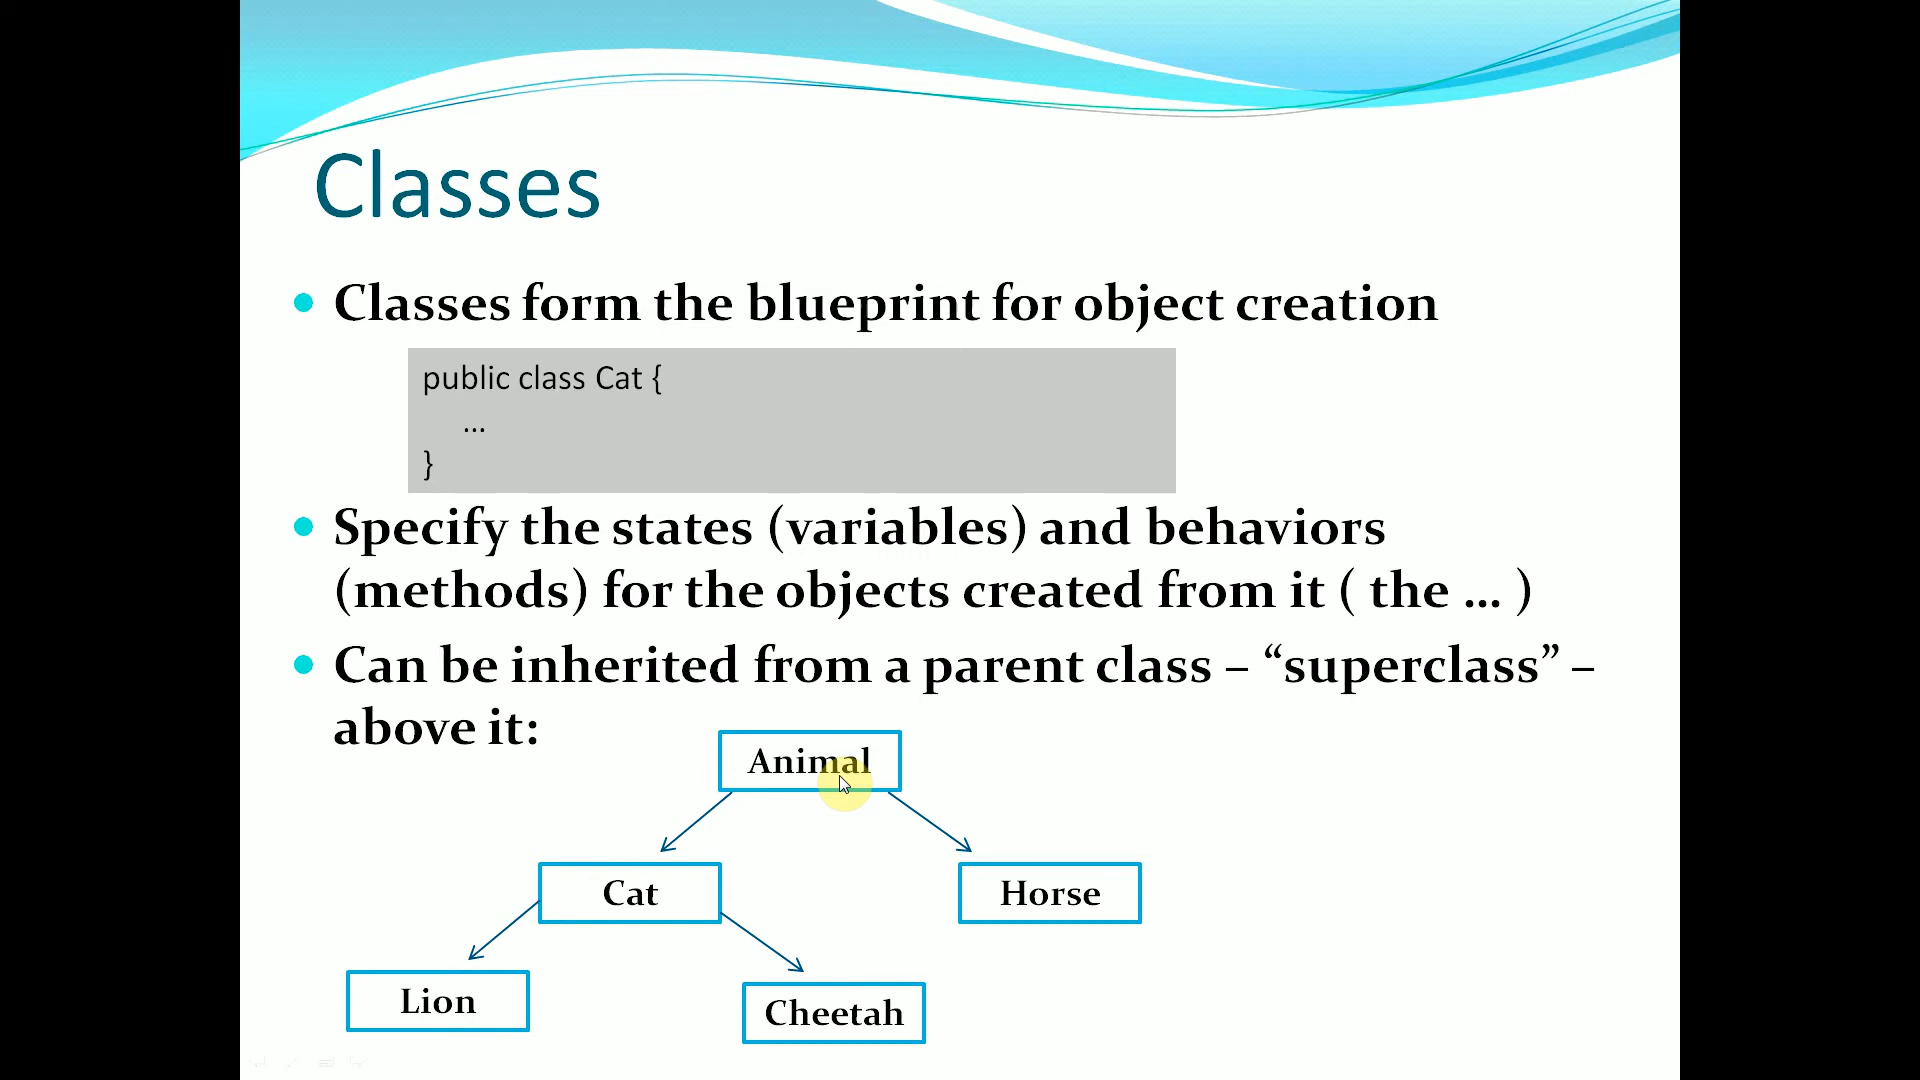 Classes
Classes form the blueprint for object creation
public class Cat {
...
}
Specify the states (variables) and behaviors
(methods) for the objects created from it ( the ... )
Can be inherited from a parent class – “superclass” –
above it:
Animal
Cat
Horse
Lion
Cheetah